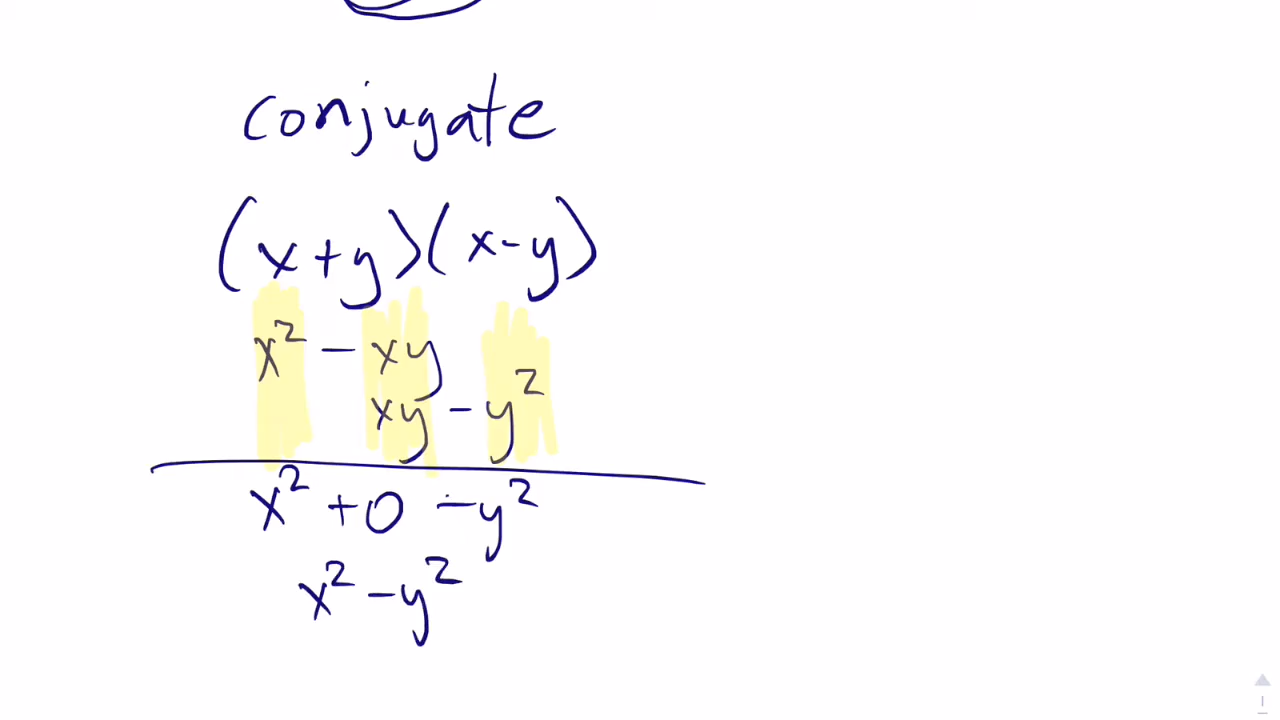 conjugate
(x+y)(x-y)
x² - xy
xy - y²
x² + 0 - y²
x² - y²